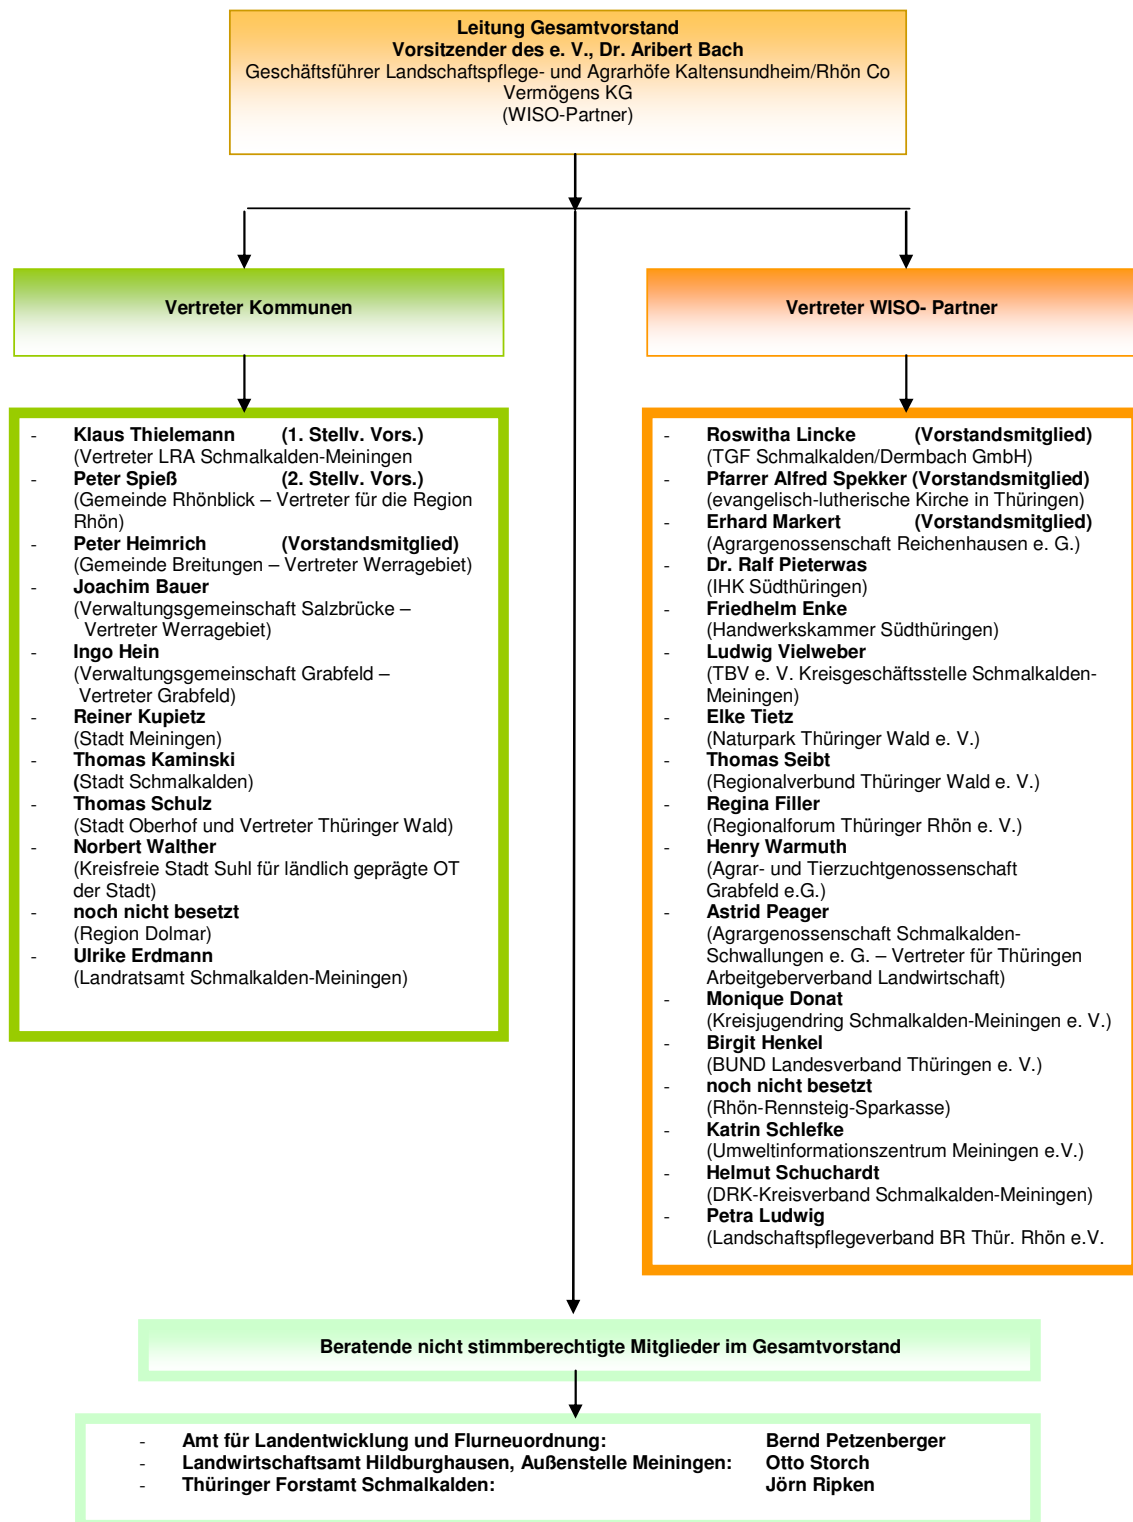 Leitung Gesamtvorstand
Vorsitzender des e. V., Dr. Aribert Bach
Geschäftsführer Landschaftspflege- und Agrarhöfe Kaltensundheim/Rhön Co
Vermögens KG
(WISO-Partner)
Vertreter Kommunen
- Klaus Thielemann (1. Stellv. Vors.)
(Vertreter LRA Schmalkalden-Meiningen
- Peter Spieß (2. Stellv. Vors.)
(Gemeinde Rhönblick – Vertreter für die Region
Rhön)
- Peter Heimrich (Vorstandsmitglied)
(Gemeinde Breitungen – Vertreter Werragebiet)
- Joachim Bauer
(Verwaltungsgemeinschaft Salzbrücke –
Vertreter Werragebiet)
- Ingo Hein
(Verwaltungsgemeinschaft Grabfeld –
Vertreter Grabfeld)
- Reiner Kupietz
(Stadt Meiningen)
- Thomas Kaminski
(Stadt Schmalkalden)
- Thomas Schulz
(Stadt Oberhof und Vertreter Thüringer Wald)
- Norbert Walther
(Kreisfreie Stadt Suhl für ländlich geprägte OT
der Stadt)
- noch nicht besetzt
(Region Dolmar)
- Ulrike Erdmann
(Landratsamt Schmalkalden-Meiningen)
Vertreter WISO- Partner
- Roswitha Lincke (Vorstandsmitglied)
(TGF Schmalkalden/Dermbach GmbH)
- Pfarrer Alfred Spekker (Vorstandsmitglied)
(evangelisch-lutherische Kirche in Thüringen)
- Erhard Markert (Vorstandsmitglied)
(Agrargenossenschaft Reichenhausen e. G.)
- Dr. Ralf Pieterwas
(IHK Südthüringen)
- Friedhelm Enke
(Handwerkskammer Südthüringen)
- Ludwig Vielweber
(TBV e. V. Kreisgeschäftsstelle Schmalkalden-
Meiningen)
- Elke Tietz
(Naturpark Thüringer Wald e. V.)
- Thomas Seibt
(Regionalverbund Thüringer Wald e. V.)
- Regina Filler
(Regionalforum Thüringer Rhön e. V.)
- Henry Warmuth
(Agrar- und Tierzuchtgenossenschaft
Grabfeld e.G.)
- Astrid Peager
(Agrargenossenschaft Schmalkalden-
Schwallungen e. G. – Vertreter für Thüringen
Arbeitgeberverband Landwirtschaft)
- Monique Donat
(Kreisjugendring Schmalkalden-Meiningen e. V.)
- Birgit Henkel
(BUND Landesverband Thüringen e. V.)
- noch nicht besetzt
(Rhön-Rennsteig-Sparkasse)
- Katrin Schlefke
(Umweltinformationszentrum Meiningen e.V.)
- Helmut Schuchardt
(DRK-Kreisverband Schmalkalden-Meiningen)
- Petra Ludwig
(Landschaftspflegeverband BR Thür. Rhön e.V.
Beratende nicht stimmberechtigte Mitglieder im Gesamtvorstand
- Amt für Landentwicklung und Flurneuordnung: Bernd Petzenberger
- Landwirtschaftsamt Hildburghausen, Außenstelle Meiningen: Otto Storch
- Thüringer Forstamt Schmalkalden: Jörn Ripken